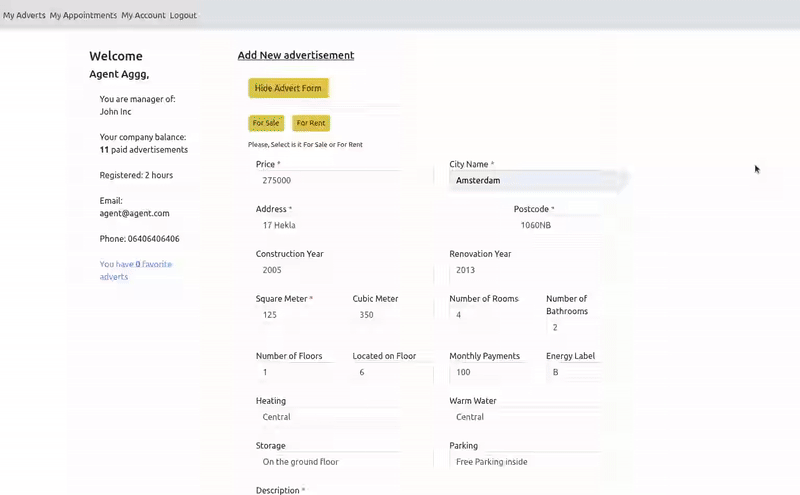 My Adverts My Appointments My Account Logout
Welcome
Agent Aggg,
You are manager of:
John Inc
Your company balance:
11 paid advertisements
Registered: 2 hours
Email:
agent@agent.com
Phone: 06406406406
You have 0 favorite
adverts
Add New advertisement
Hide Advert Form
For Sale For Rent
Please, Select is it For Sale or For Rent
Price * City Name *
275000 Amsterdam
Address * Postcode *
17 Hekla 1060NB
Construction Year Renovation Year
2005 2013
Square Meter * Cubic Meter Number of Rooms Number of
Bathrooms
125 350 4
2
Number of Floors Located on Floor Monthly Payments Energy Label
1 6 100 B
Heating Warm Water
Central Central
Storage Parking
On the ground floor Free Parking inside
Description *